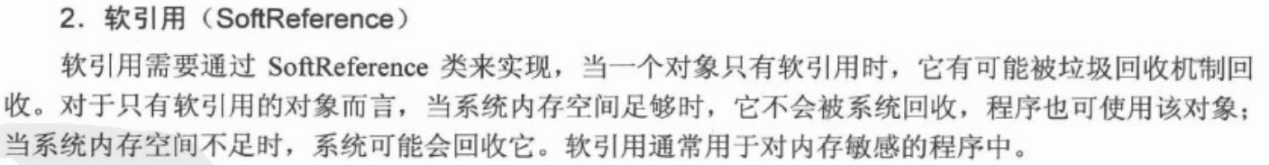 2．软引用（SoftReference）
软引用需要通过 SoftReference 类来实现，当一个对象只有软引用时，它有可能被垃圾回收机制回
收。对于只有软引用的对象而言，当系统内存空间足够时，它不会被系统回收，程序也可使用该对象；
当系统内存空间不足时，系统可能会回收它。软引用通常用于对内存敏感的程序中。